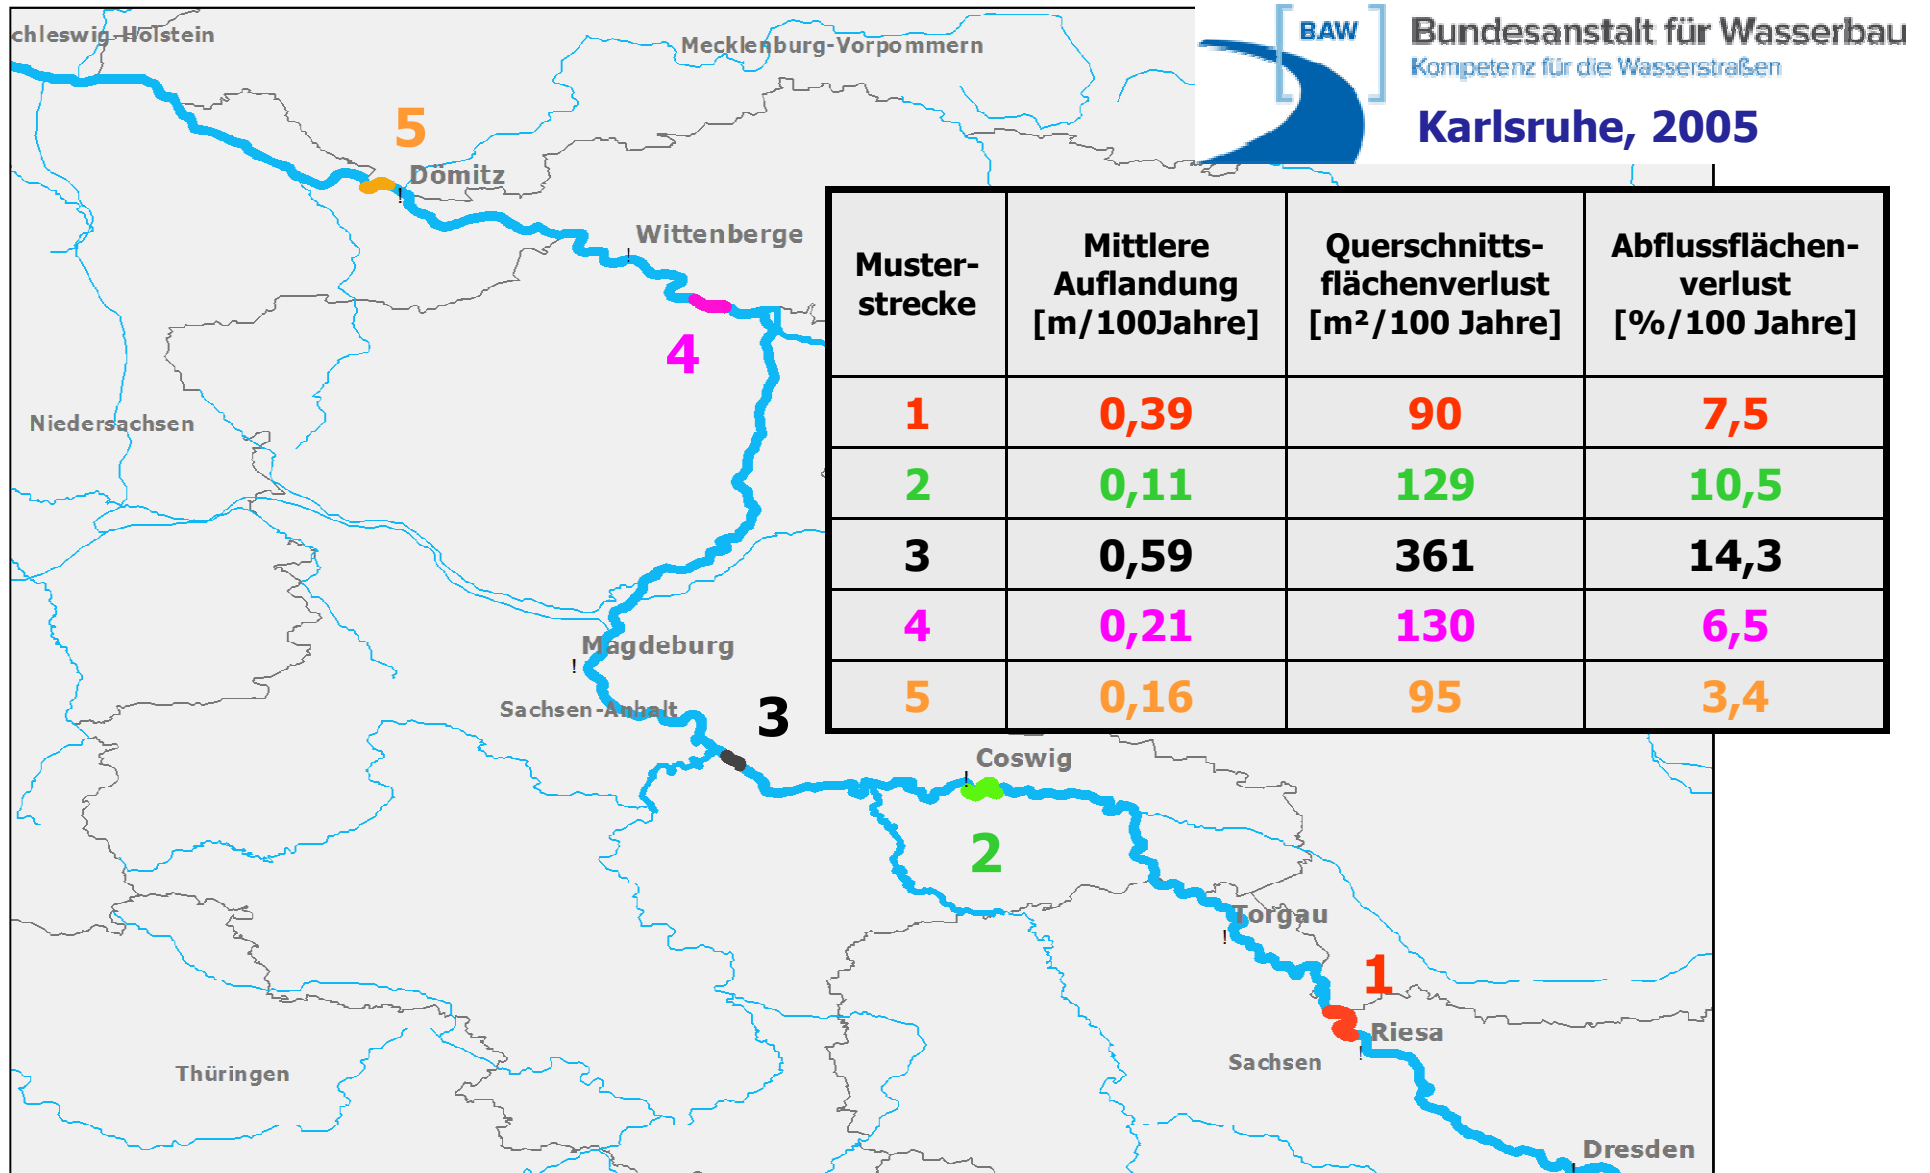 chleswig-Holstein
Mecklenburg-Vorpommern
BAW
Bundesanstalt für Wasserbau
Kompetenz für die Wasserstraßen
Karlsruhe, 2005
5
Dömitz
Wittenberge
4
Niedersachsen
Muster-
strecke
Mittlere
Auflandung
[m/100Jahre]
Querschnitts-
flächenverlust
[m²/100 Jahre]
Abflussflächen-
verlust
[%/100 Jahre]
1 0,39 90 7,5
2 0,11 129 10,5
3 0,59 361 14,3
4 0,21 130 6,5
5 0,16 95 3,4
Magdeburg
Sachsen-Anhalt
3
Coswig
2
Torgau
1
Riesa
Sachsen
Thüringen
Dresden